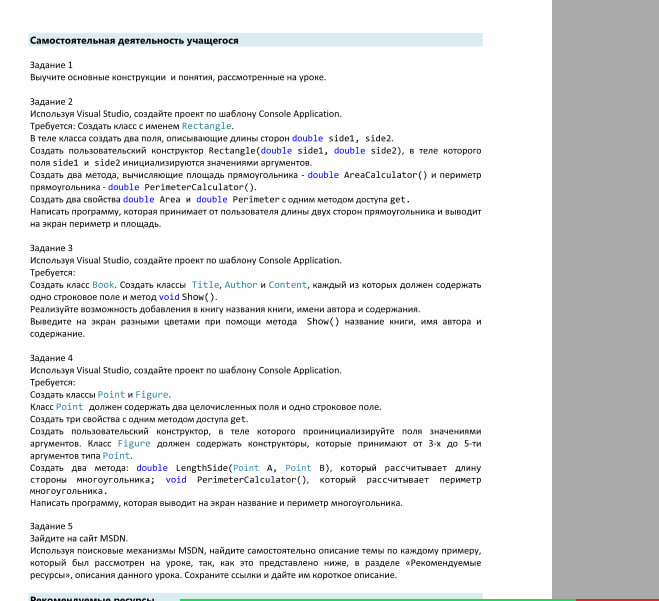 Самостоятельная деятельность учащегося
Задание 1
Выучите основные конструкции и понятия, рассмотренные на уроке.
Задание 2
Используя Visual Studio, создайте проект по шаблону Console Application.
Требуется: Создать класс с именем Rectangle.
В теле класса создать два поля, описывающие длины сторон double side1, side2.
Создать пользовательский конструктор Rectangle(double side1, double side2), в теле которого
поля side1 и side2 инициализируются значениями аргументов.
Создать два метода, вычисляющие площадь прямоугольника - double AreaCalculator() и периметр
прямоугольника - double PerimeterCalculator().
Создать два свойства double Area и double Perimeter с одним методом доступа get.
Написать программу, которая принимает от пользователя длины двух сторон прямоугольника и выводит
на экран периметр и площадь.
Задание 3
Используя Visual Studio, создайте проект по шаблону Console Application.
Требуется:
Создать класс Book. Создать классы Title, Author и Content, каждый из которых должен содержать
одно строковое поле и метод void Show().
Реализуйте возможность добавления в книгу названия книги, имени автора и содержания.
Выведите на экран разными цветами при помощи метода Show() название книги, имя автора и
содержание.
Задание 4
Используя Visual Studio, создайте проект по шаблону Console Application.
Требуется:
Создать классы Point и Figure.
Класс Point должен содержать два целочисленных поля и одно строковое поле.
Создать три свойства с одним методом доступа get.
Создать пользовательский конструктор, в теле которого проинициализируйте поля значениями
аргументов. Класс Figure должен содержать конструкторы, которые принимают от 3-х до 5-ти
аргументов типа Point.
Создать два метода: double LengthSide(Point A, Point B), который рассчитывает длину
стороны многоугольника; void PerimeterCalculator(), который рассчитывает периметр
многоугольника.
Написать программу, которая выводит на экран название и периметр многоугольника.
Задание 5
Зайдите на сайт MSDN.
Используя поисковые механизмы MSDN, найдите самостоятельно описание темы по каждому примеру,
который был рассмотрен на уроке, так, как это представлено ниже, в разделе «Рекомендуемые
ресурсы», описания данного урока. Сохраните ссылки и дайте им короткое описание.
Рекомендуемые ресурсы